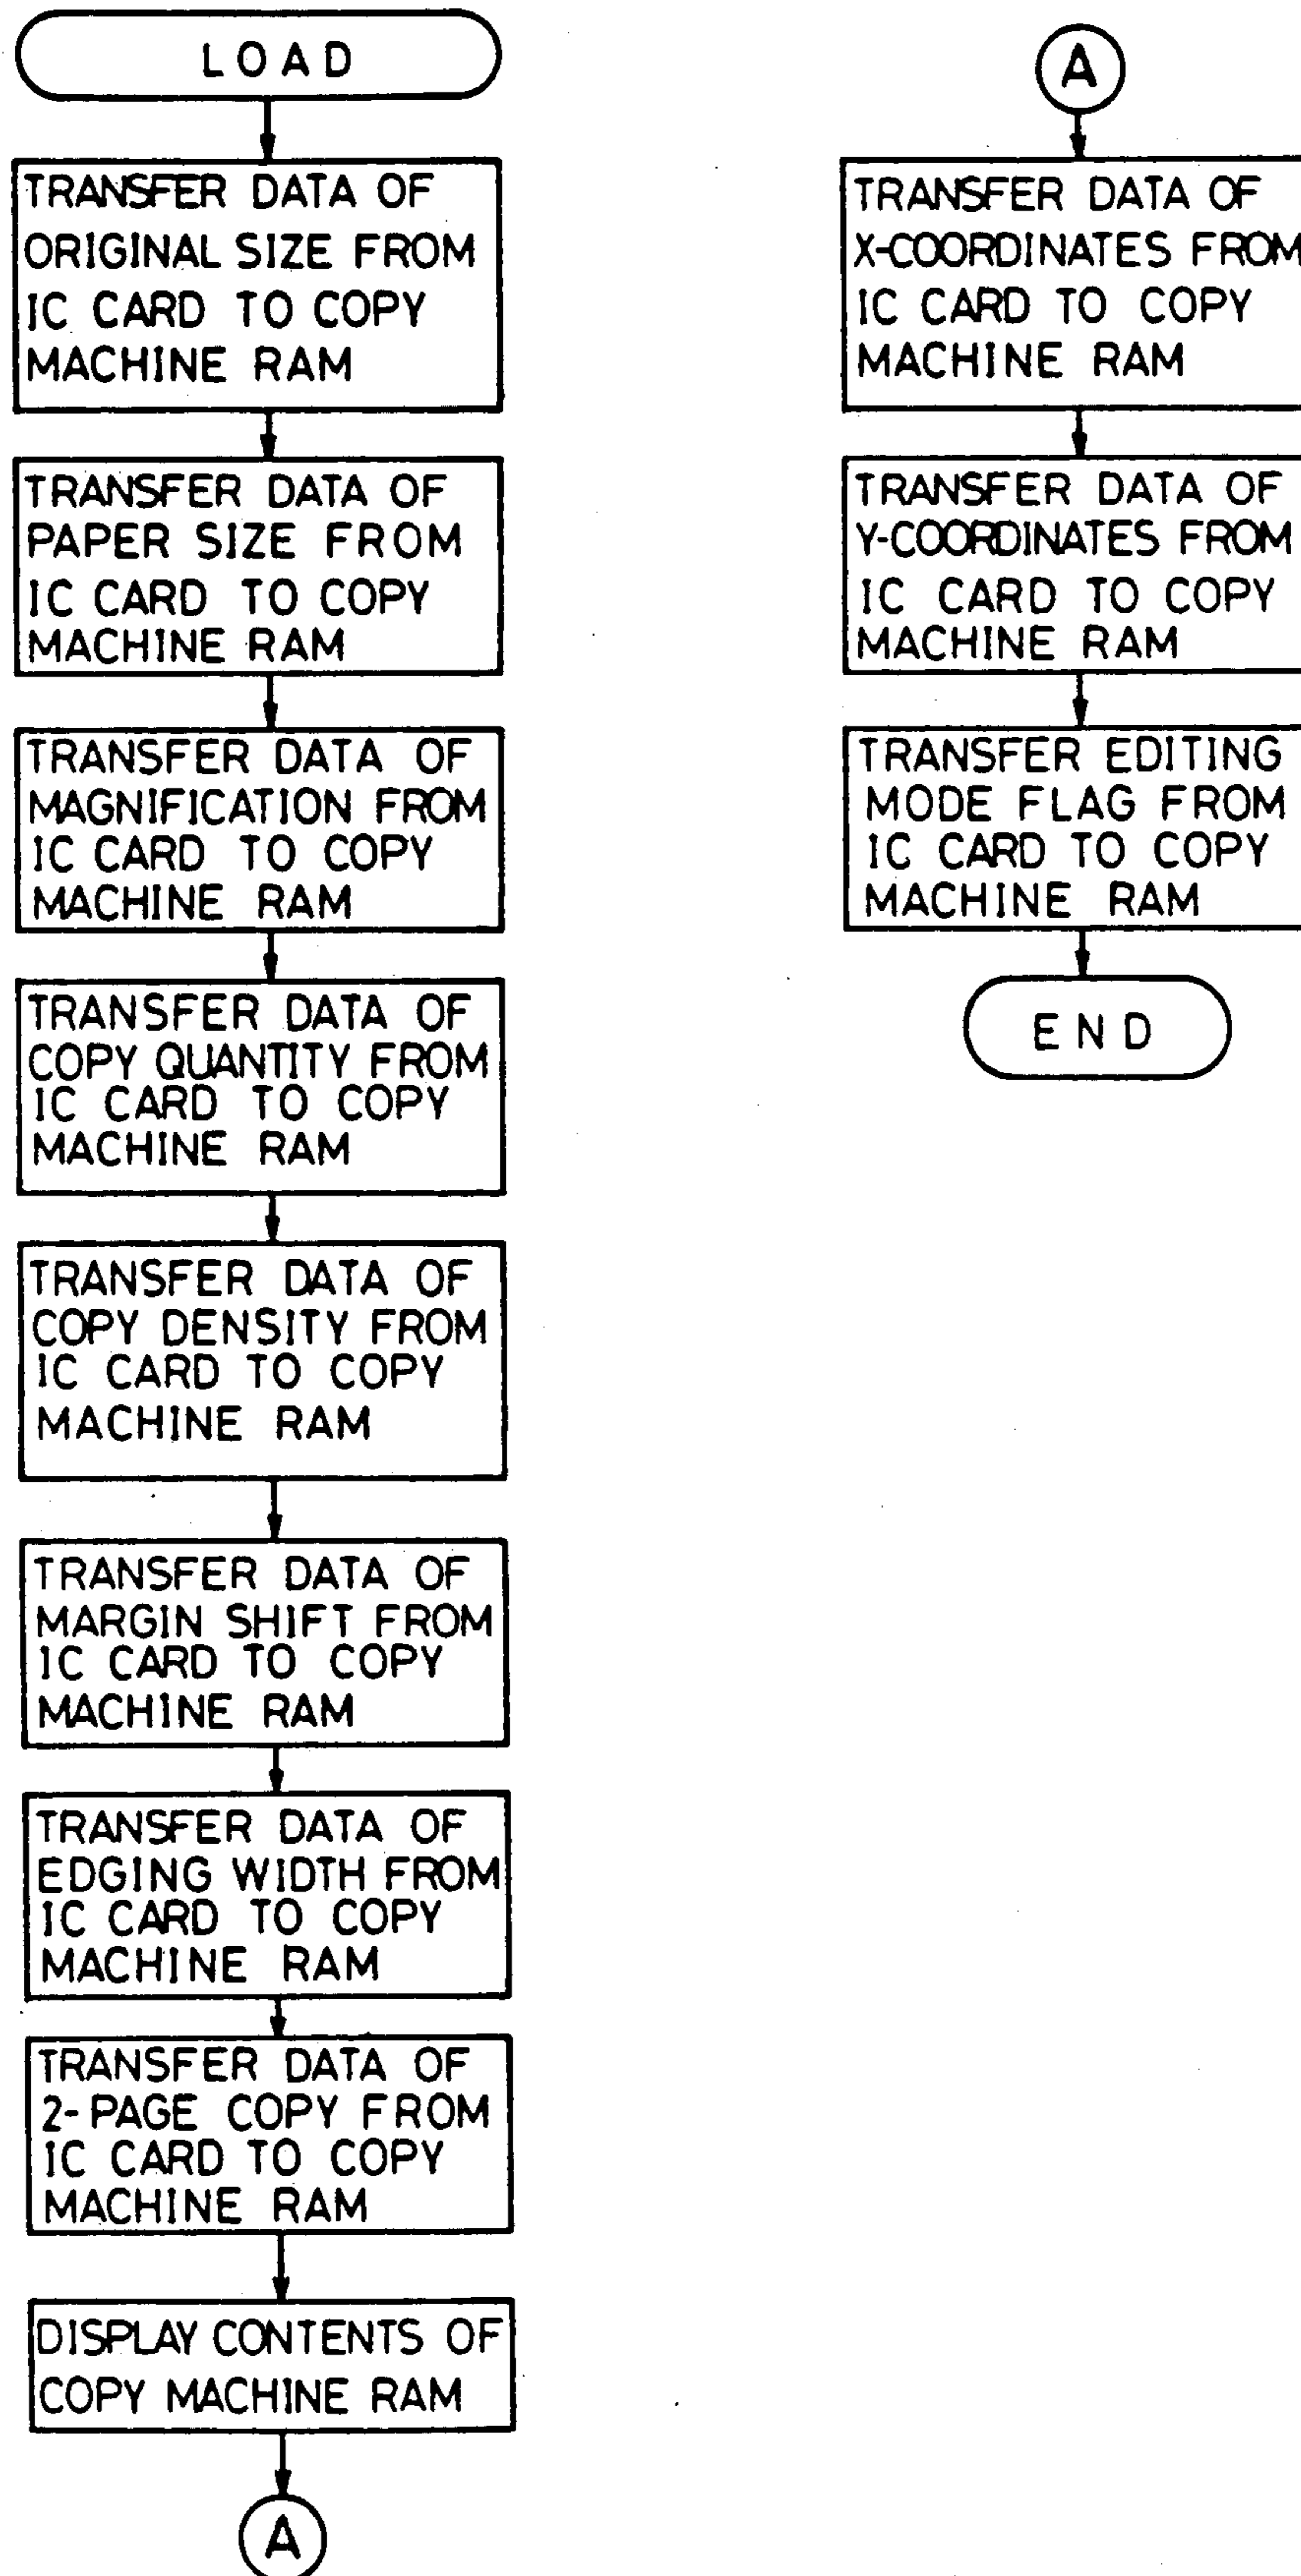 LOAD
TRANSFER DATA OF
ORIGINAL SIZE FROM
IC CARD TO COPY
MACHINE RAM
TRANSFER DATA OF
PAPER SIZE FROM
IC CARD TO COPY
MACHINE RAM
TRANSFER DATA OF
MAGNIFICATION FROM
IC CARD TO COPY
MACHINE RAM
TRANSFER DATA OF
COPY QUANTITY FROM
IC CARD TO COPY
MACHINE RAM
TRANSFER DATA OF
COPY DENSITY FROM
IC CARD TO COPY
MACHINE RAM
TRANSFER DATA OF
MARGIN SHIFT FROM
IC CARD TO COPY
MACHINE RAM
TRANSFER DATA OF
EDGING WIDTH FROM
IC CARD TO COPY
MACHINE RAM
TRANSFER DATA OF
2-PAGE COPY FROM
IC CARD TO COPY
MACHINE RAM
DISPLAY CONTENTS OF
COPY MACHINE RAM
A
A
TRANSFER DATA OF
X-COORDINATES FROM
IC CARD TO COPY
MACHINE RAM
TRANSFER DATA OF
Y-COORDINATES FROM
IC CARD TO COPY
MACHINE RAM
TRANSFER EDITING
MODE FLAG FROM
IC CARD TO COPY
MACHINE RAM
END